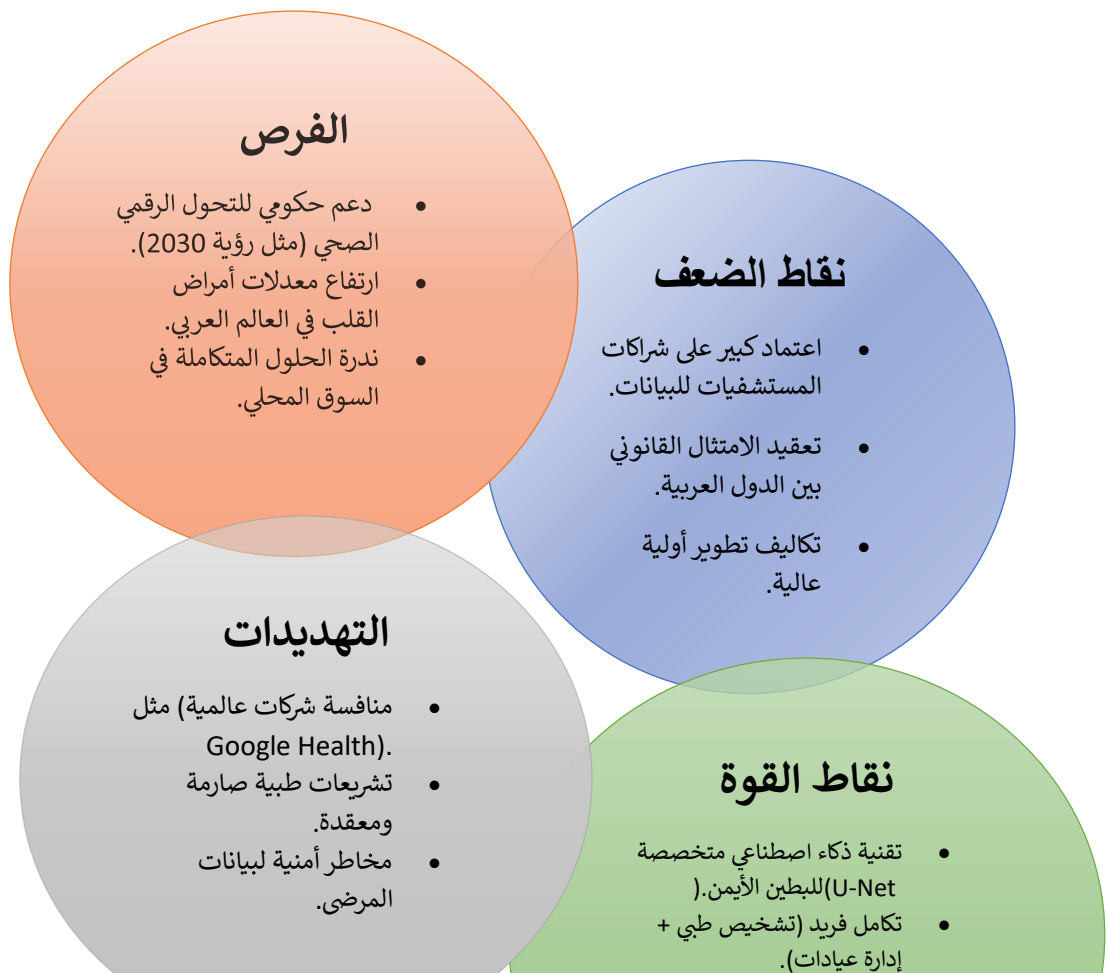 الفرص
• دعم حكومي للتحول الرقمي
الصحي (مثل رؤية 2030).
• ارتفاع معدلات أمراض
القلب في العالم العربي.
• ندرة الحلول المتكاملة في
السوق المحلي.
نقاط الضعف
• اعتماد كبير على شراكات
المستشفيات للبيانات.
• تعقيد الامتثال القانوني
بين الدول العربية.
• تكاليف تطوير أولية
عالية.
التهديدات
• منافسة شركات عالمية) مثل
Google Health).
• تشريعات طبية صارمة
ومعقدة.
• مخاطر أمنية لبيانات
المرضى.
نقاط القوة
• تقنية ذكاء اصطناعي متخصصة
U-Net)للبطين الأيمن.(
• تكامل فريد (تشخيص طبي +
إدارة عيادات).